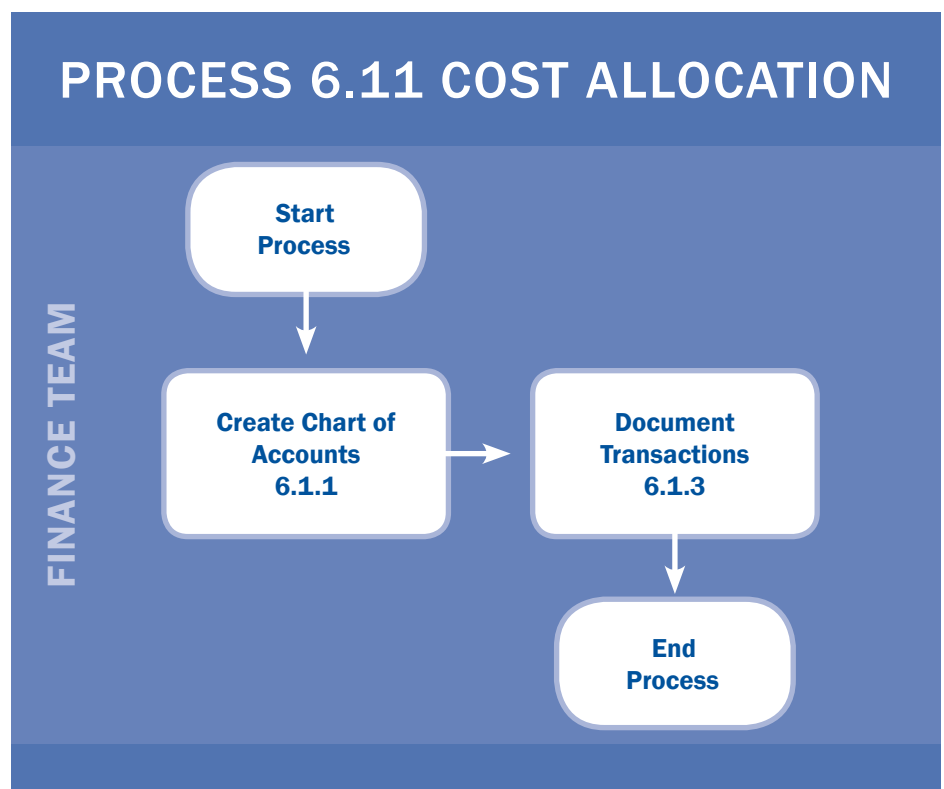 PROCESS 6.11 COST ALLOCATION
Start
Process
FINANCE TEAM
Create Chart of
Accounts
6.1.1
Document
Transactions
6.1.3
End
Process